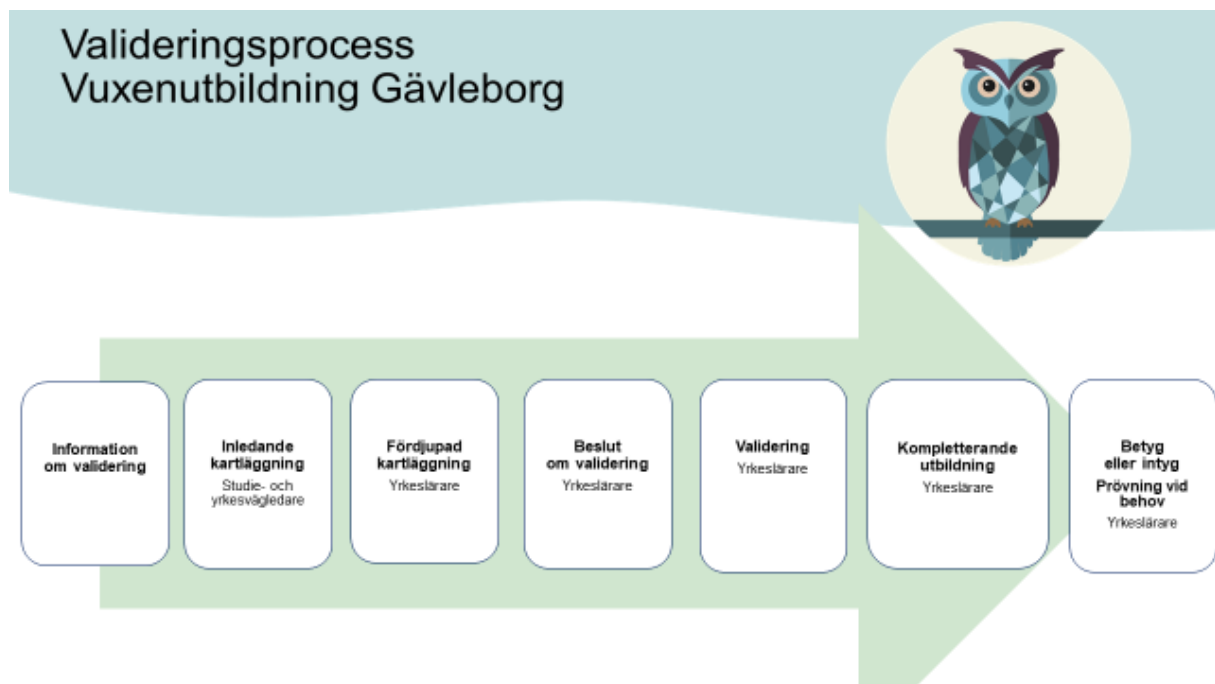 Valideringsprocess
Vuxenutbildning Gävleborg
Information
om validering
Inledande
kartläggning
Studie- och
yrkesvägledare
Fördjupad
kartläggning
Yrkeslärare
Beslut
om validering
Yrkeslärare
Validering
Yrkeslärare
Kompletterande
utbildning
Yrkeslärare
Betyg
eller intyg
Prövning vid
behov
Yrkeslärare